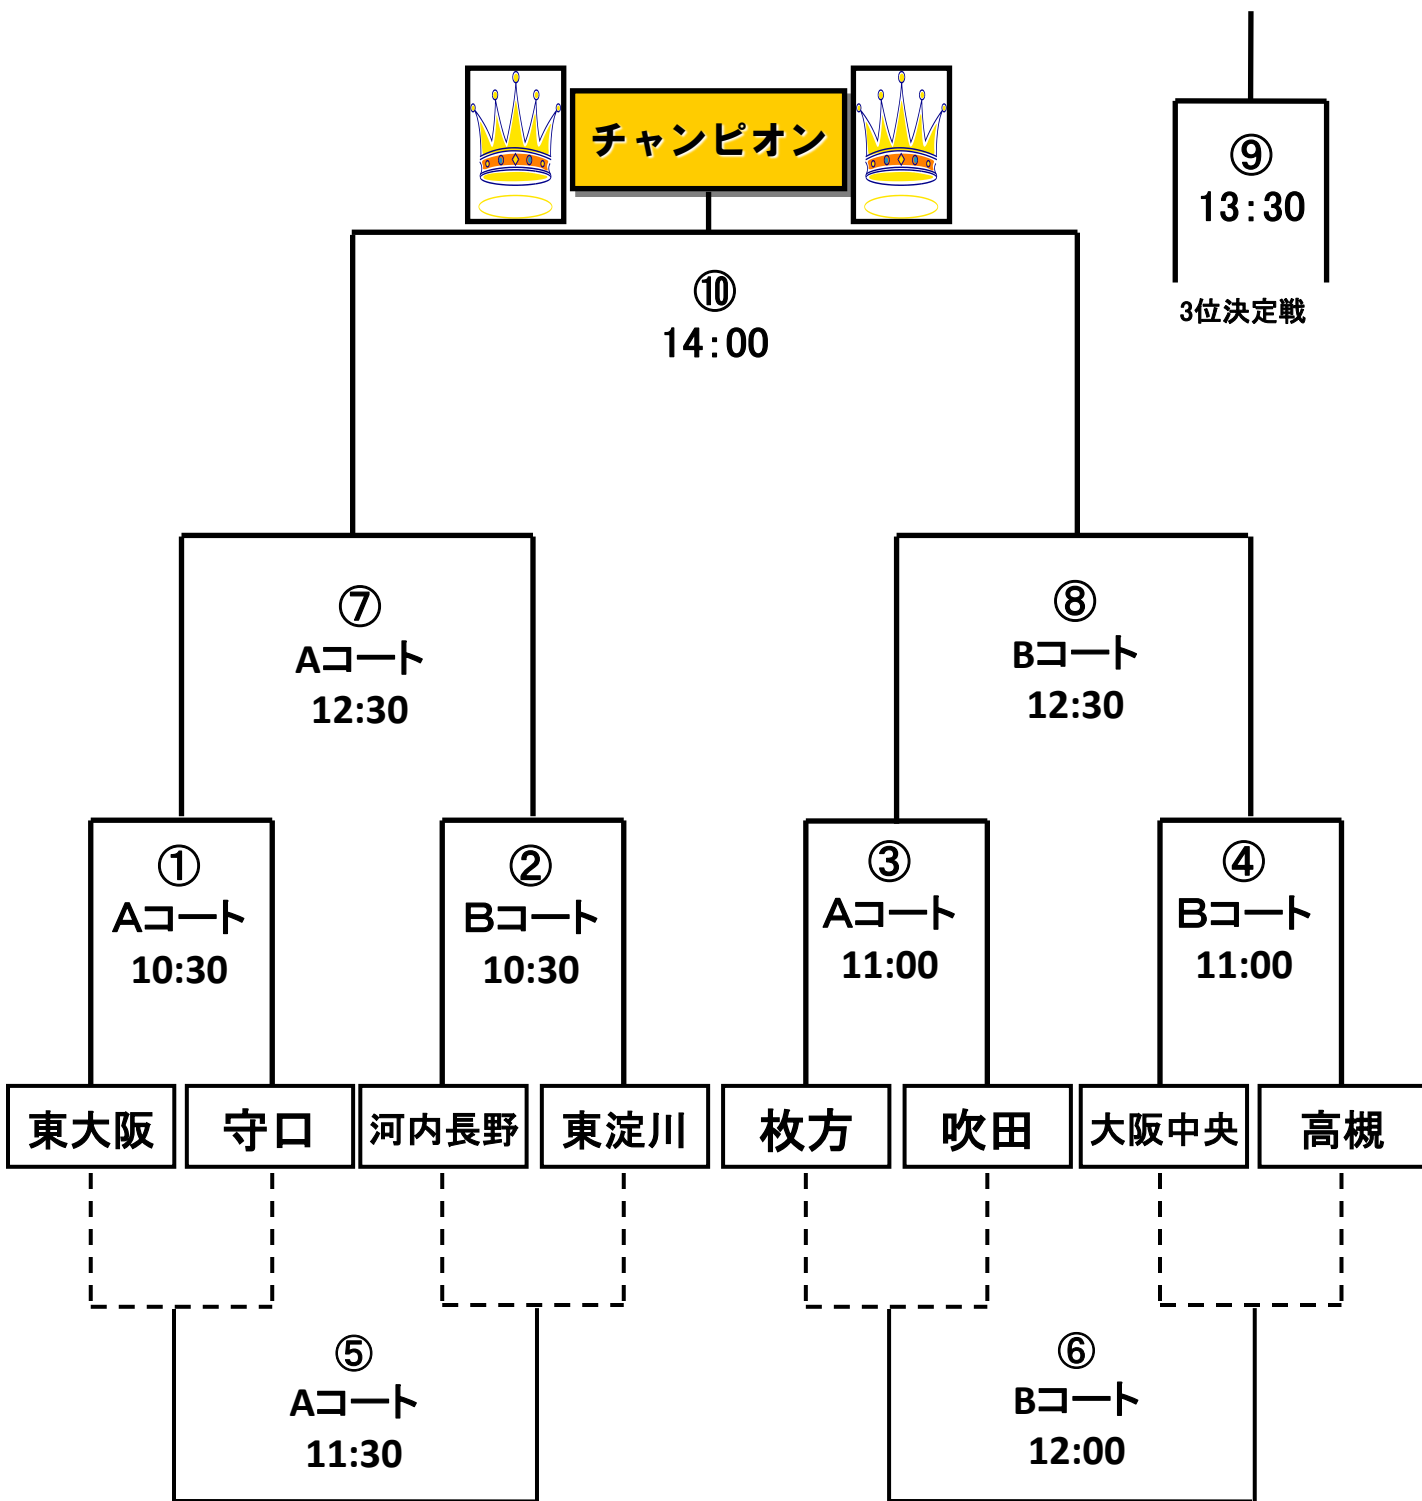 チャンピオン
⑨
13:30
3位決定戦
⑩
14:00
⑦
Aコート
12:30
⑧
Bコート
12:30
①
Aコート
10:30
②
Bコート
10:30
③
Aコート
11:00
④
Bコート
11:00
東大阪
守口
河内長野
東淀川
枚方
吹田
大阪中央
高槻
⑤
Aコート
11:30
⑥
Bコート
12:00